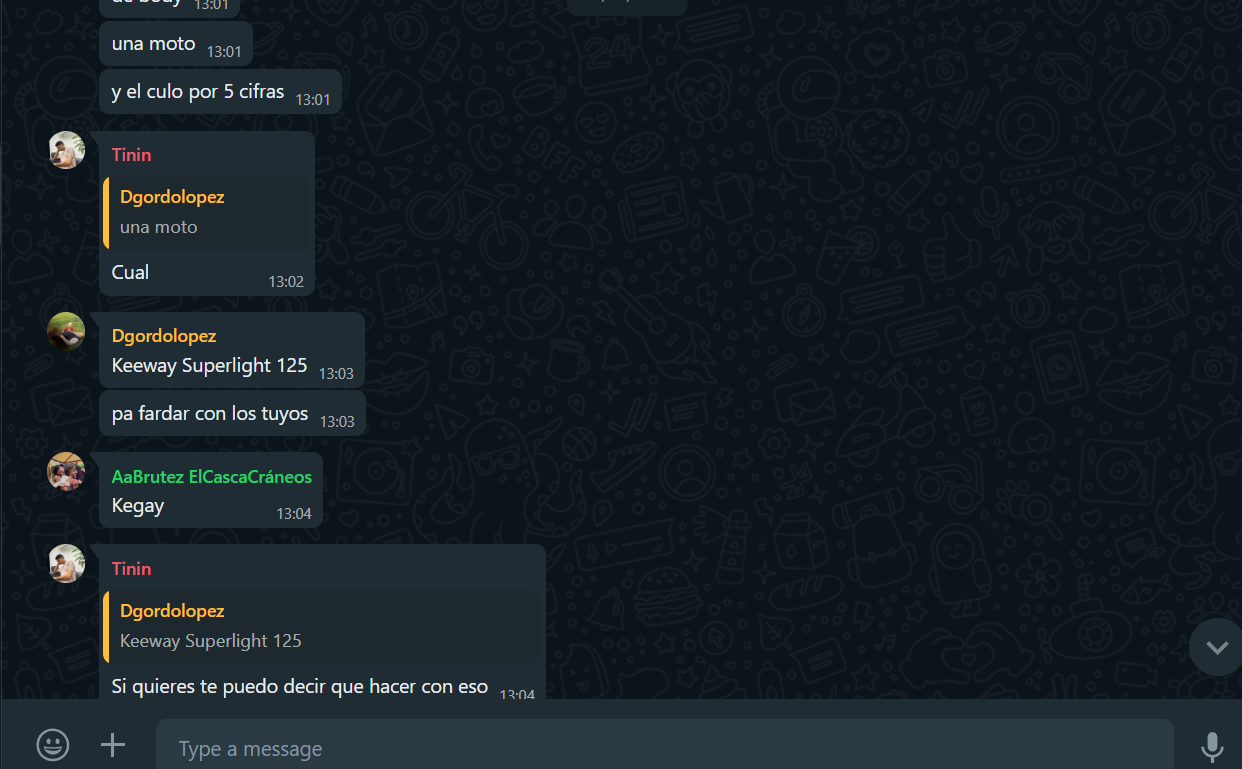 de body 13:01
una moto 13:01
y el culo por 5 cifras 13:01
Tinin
Dgordolopez
una moto
Cual 13:02
Dgordolopez
Keeway Superlight 125 13:03
pa fardar con los tuyos 13:03
AaBrutez ElCascaCráneos
Kegay 13:04
Tinin
Dgordolopez
Keeway Superlight 125
Si quieres te puedo decir que hacer con eso 13:04
Type a message